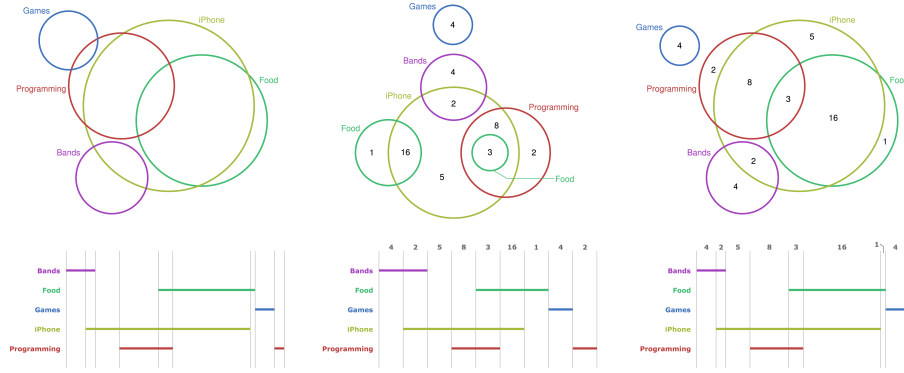 Games
iPhone
Programming
Food
Bands
Games
4
Bands
4
iPhone
2
Programming
Food
8
1
16
3
2
5
Food
iPhone
Games
4
5
2
Food
8
Programming
3
16
1
Bands
2
4
Bands
Food
Games
iPhone
Programming
4 2 5 8 3 16 1 4 2
Bands
Food
Games
iPhone
Programming
4 2 5 8 3 16 1 4
Bands
Food
Games
iPhone
Programming